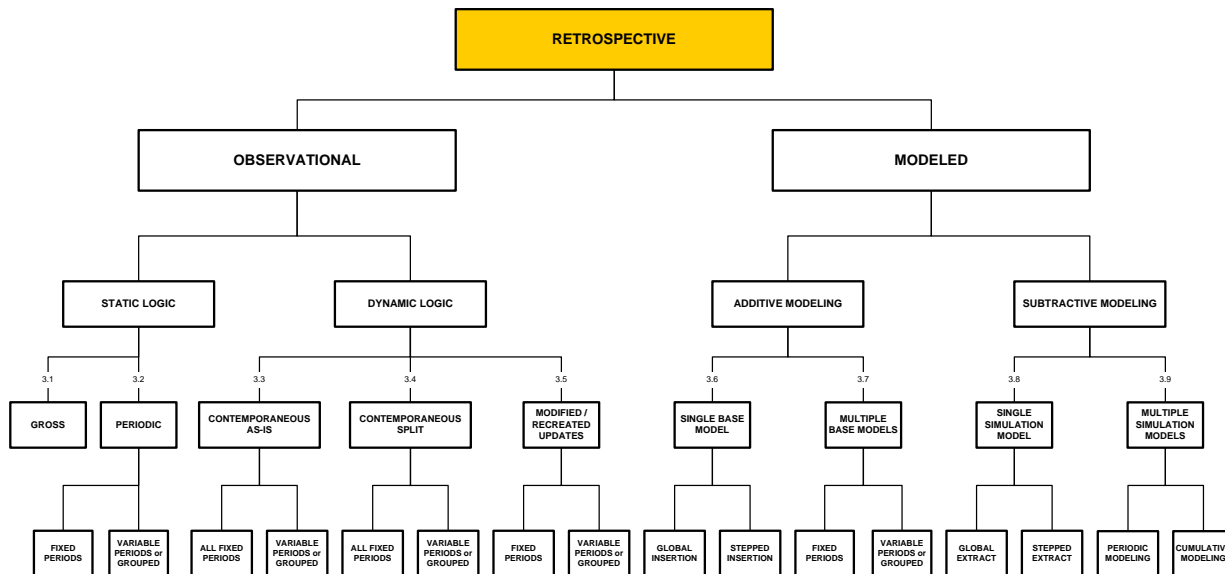 RETROSPECTIVE
OBSERVATIONAL
MODELED
STATIC LOGIC
DYNAMIC LOGIC
ADDITIVE MODELING
SUBTRACTIVE MODELING
3.1
3.2
3.3
3.4
3.5
3.6
3.7
3.8
3.9
GROSS
PERIODIC
CONTEMPORANEOUS
AS-IS
CONTEMPORANEOUS
SPLIT
MODIFIED /
RECREATED
UPDATES
SINGLE BASE
MODEL
MULTIPLE
BASE MODELS
SINGLE
SIMULATION
MODEL
MULTIPLE
SIMULATION
MODELS
FIXED
PERIODS
VARIABLE
PERIODS or
GROUPED
ALL FIXED
PERIODS
VARIABLE
PERIODS or
GROUPED
ALL FIXED
PERIODS
VARIABLE
PERIODS or
GROUPED
FIXED
PERIODS
VARIABLE
PERIODS or
GROUPED
GLOBAL
INSERTION
STEPPED
INSERTION
FIXED
PERIODS
VARIABLE
PERIODS or
GROUPED
GLOBAL
EXTRACT
STEPPED
EXTRACT
PERIODIC
MODELING
CUMULATIVE
MODELING